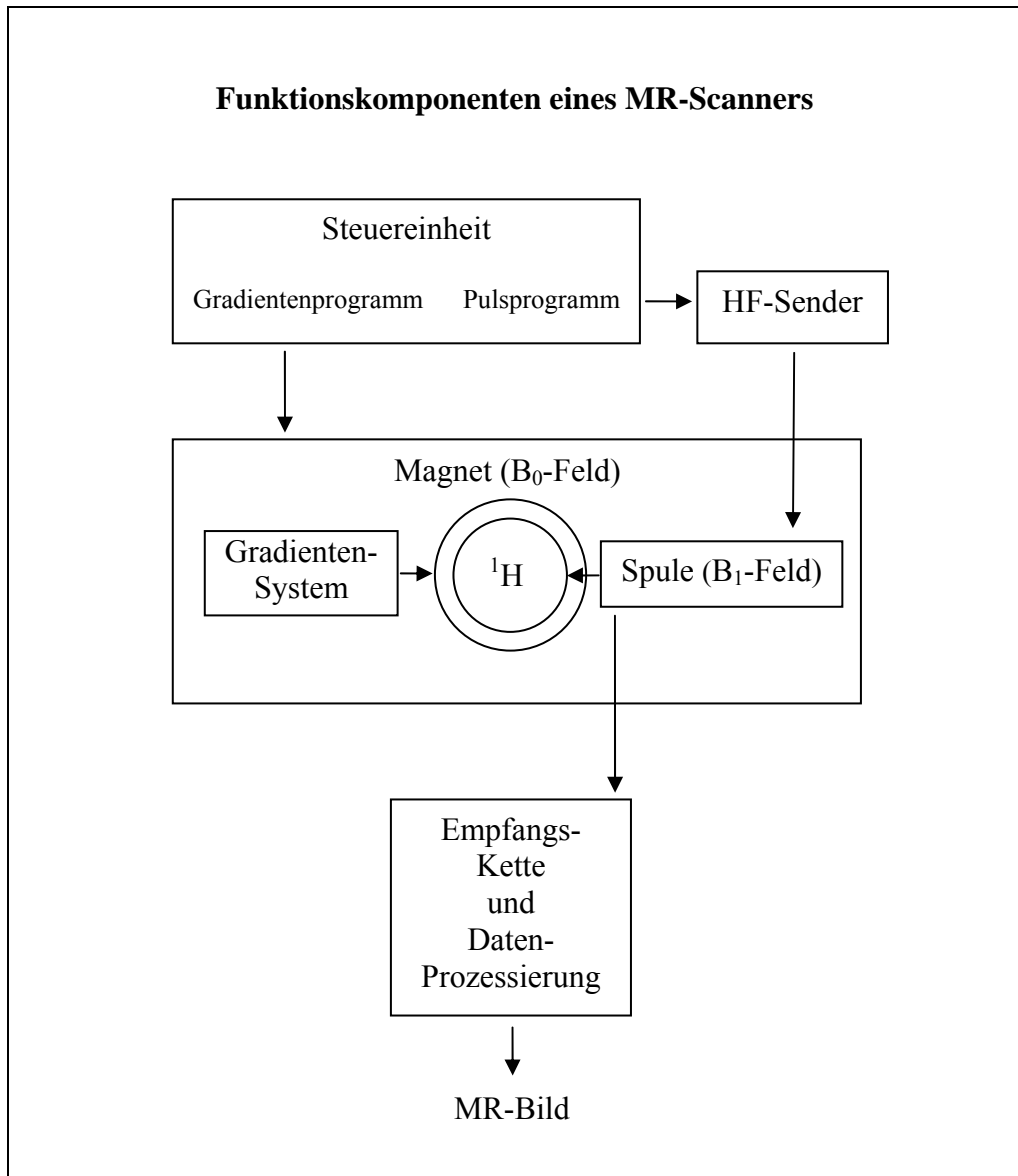 Funktionskomponenten eines MR-Scanners
Steuereinheit
Gradientenprogramm Pulsprogramm
HF-Sender
Magnet (B₀-Feld)
Gradienten-
System
¹H
Spule (B₁-Feld)
Empfangs-
Kette
und
Daten-
Prozessierung
MR-Bild